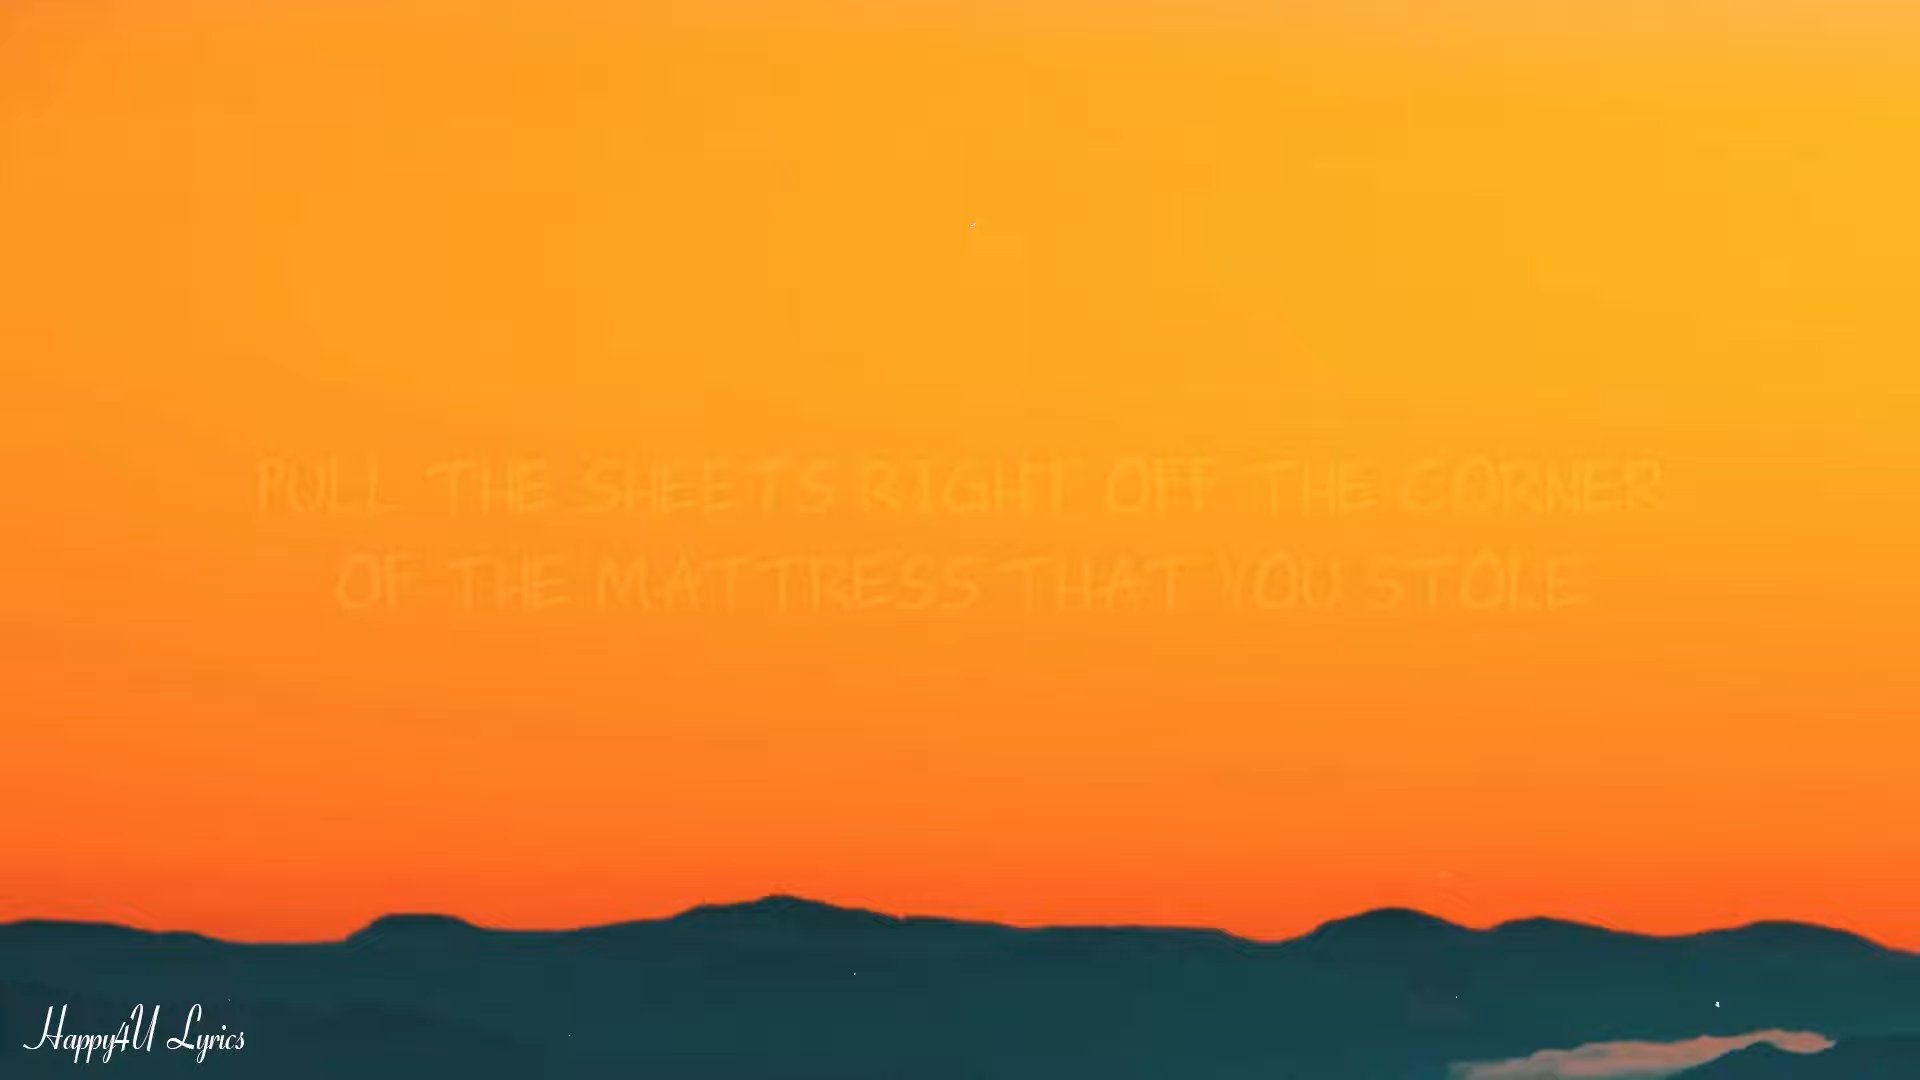 PULL THE SHEETS RIGHT OFF THE CORNER
OF THE MATTRESS THAT YOU STOLE
Happy4U Lyrics